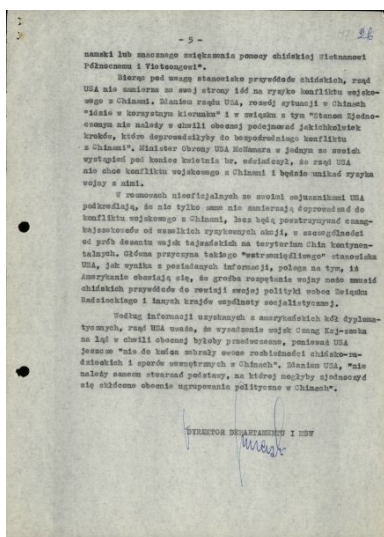 - 5 -
26
namski lub znacznego zwiększenia pomocy chińskiej Wietnamowi
Północnemu i Vietcongowi".
Biorąc pod uwagę stanowisko przywódców chińskich, rząd
USA nie zamierza ze swej strony iść na ryzyko konfliktu wojsko-
wego z Chinami. Zdaniem rządu USA, rozwój sytuacji w Chinach
"idzie w korzystnym kierunku" i w związku z tym "Stanom Zjedno-
czonym nie należy w chwili obecnej podejmować jakichkolwiek
kroków, które doprowadziłyby do bezpośredniego konfliktu
z Chinami". Minister Obrony USA McNamara w jednym ze swoich
wystąpień pod koniec kwietnia br. oświadczył, że rząd USA
nie chce konfliktu wojskowego z Chinami i będzie unikać ryzyka
wojny z nimi.
W rozmowach nieoficjalnych ze swoimi sojusznikami USA
podkreślają, że nie tylko same nie zamierzają doprowadzać do
konfliktu wojskowego z Chinami, lecz będą powstrzymywać czang-
kajszekowców od wszelkich ryzykownych akcji, w szczególności
od prób desantu wojsk tajwańskich na terytorium Chin kontynen-
talnych. Główna przyczyna takiego "wstrzemięźliwego" stanowiska
USA, jak wynika z posiadanych informacji, polega na tym, iż
Amerykanie obawiają się, że groźba rozpętania wojny może zmusić
chińskich przywódców do rewizji swojej polityki wobec Związku
Radzieckiego i innych krajów wspólnoty socjalistycznej.
Według informacji uzyskanych z amerykańskich kół dyploma-
tycznych, rząd USA uważa, że wysadzenie wojsk Czang Kaj-szeka
na ląd w chwili obecnej byłoby przedwczesne, ponieważ USA
jeszcze "nie do końca zebrały owoce rozbieżności chińsko-ra-
dzieckich i sporów wewnętrznych w Chinach". Zdaniem USA, "nie
należy samemu stwarzać podstawy, na której mogłyby zjednoczyć
się skłócone obecnie ugrupowania polityczne w Chinach".
DYREKTOR DEPARTAMENTU I MSW